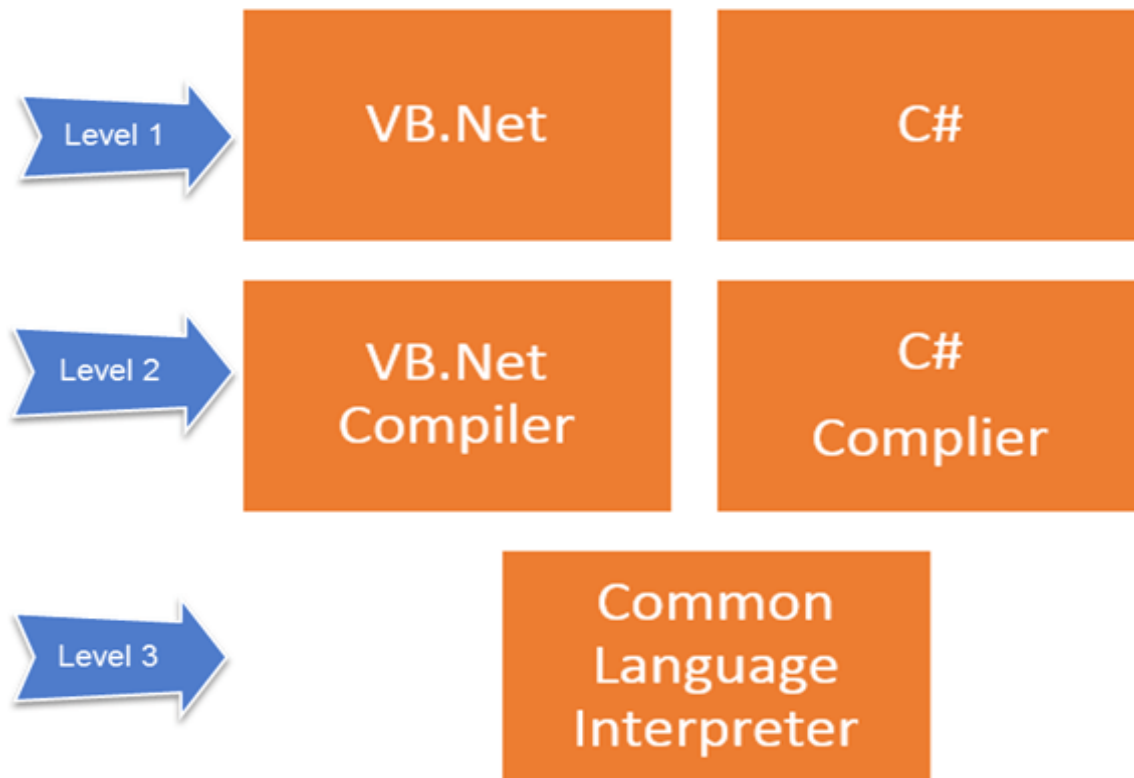 Level 1
VB.Net
C#
Level 2
VB.Net
Compiler
C#
Complier
Level 3
Common
Language
Interpreter